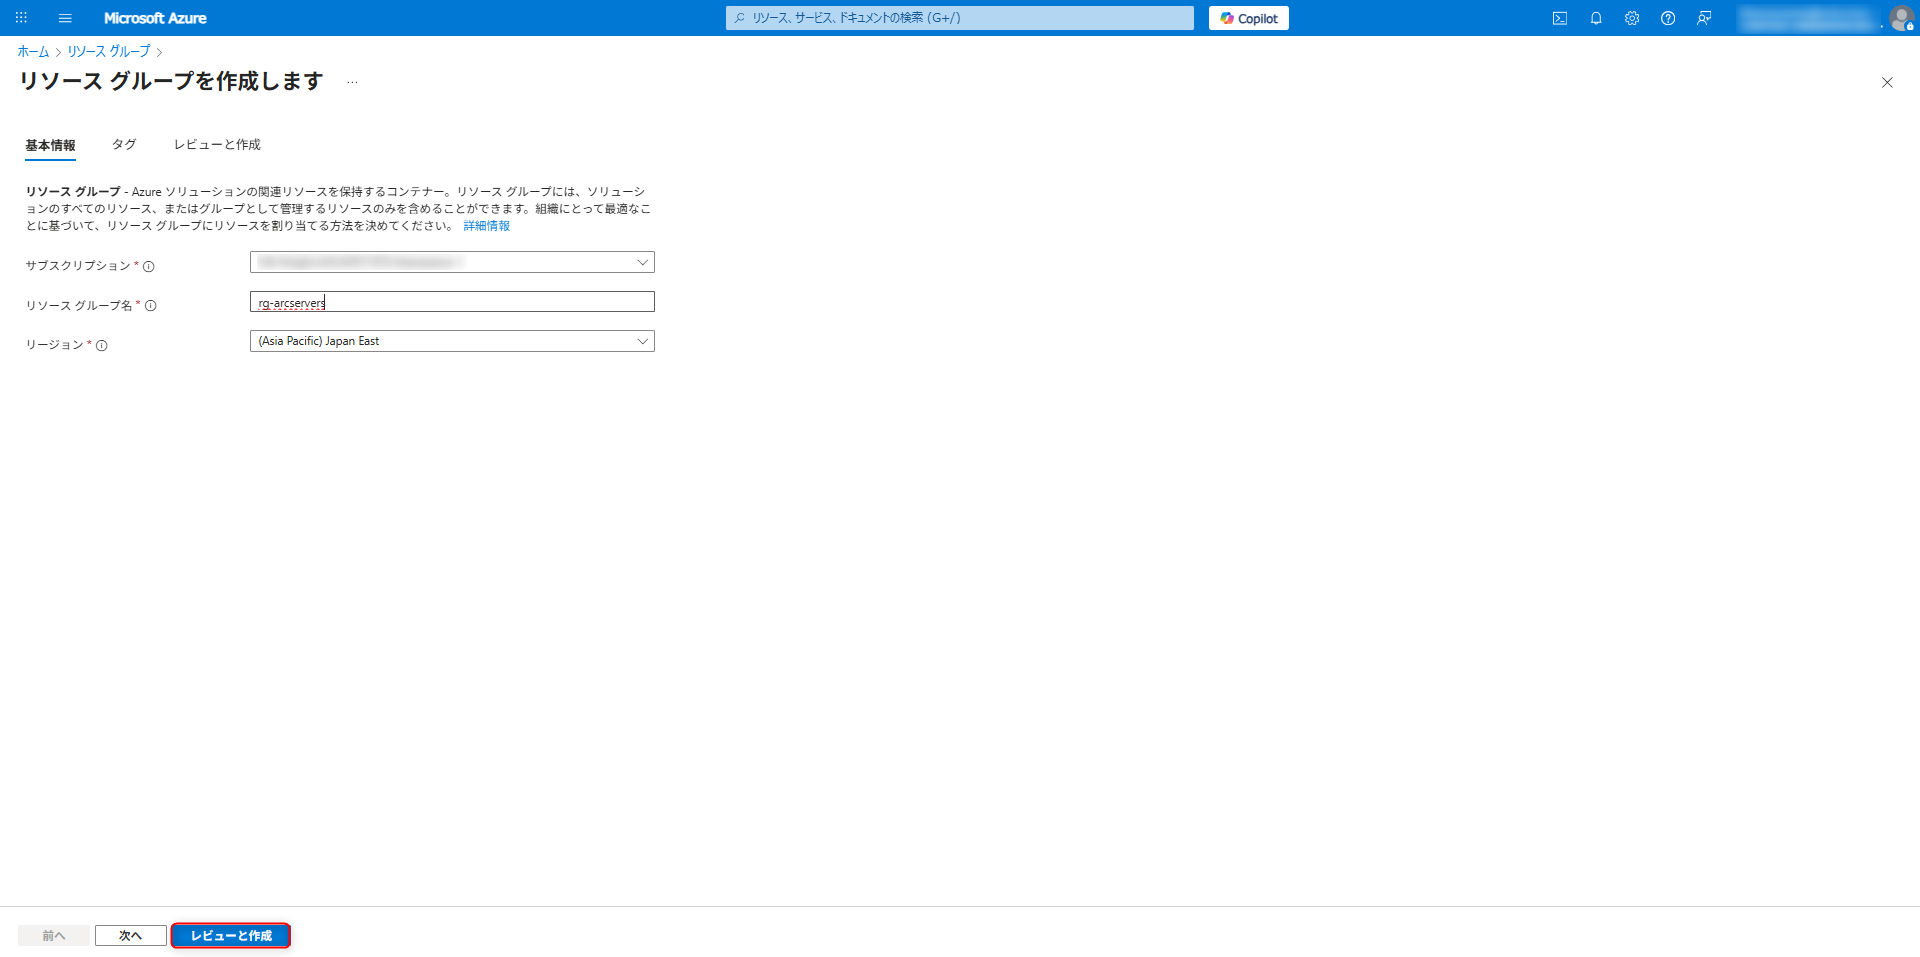 Microsoft Azure
リソース、サービス、ドキュメントの検索 (G+/)
Copilot
ホーム > リソース グループ >
リソース グループを作成します ...
基本情報 タグ レビューと作成
リソース グループ - Azure ソリューションの関連リソースを保持するコンテナー。リソース グループには、ソリューシ
ョンのすべてのリソース、またはグループとして管理するリソースのみを含めることができます。組織にとって最適なこ
とに基づいて、リソース グループにリソースを割り当てる方法を決めてください。 詳細情報
サブスクリプション *
リソース グループ名 * rg-arcservers
リージョン * (Asia Pacific) Japan East
前へ 次へ レビューと作成